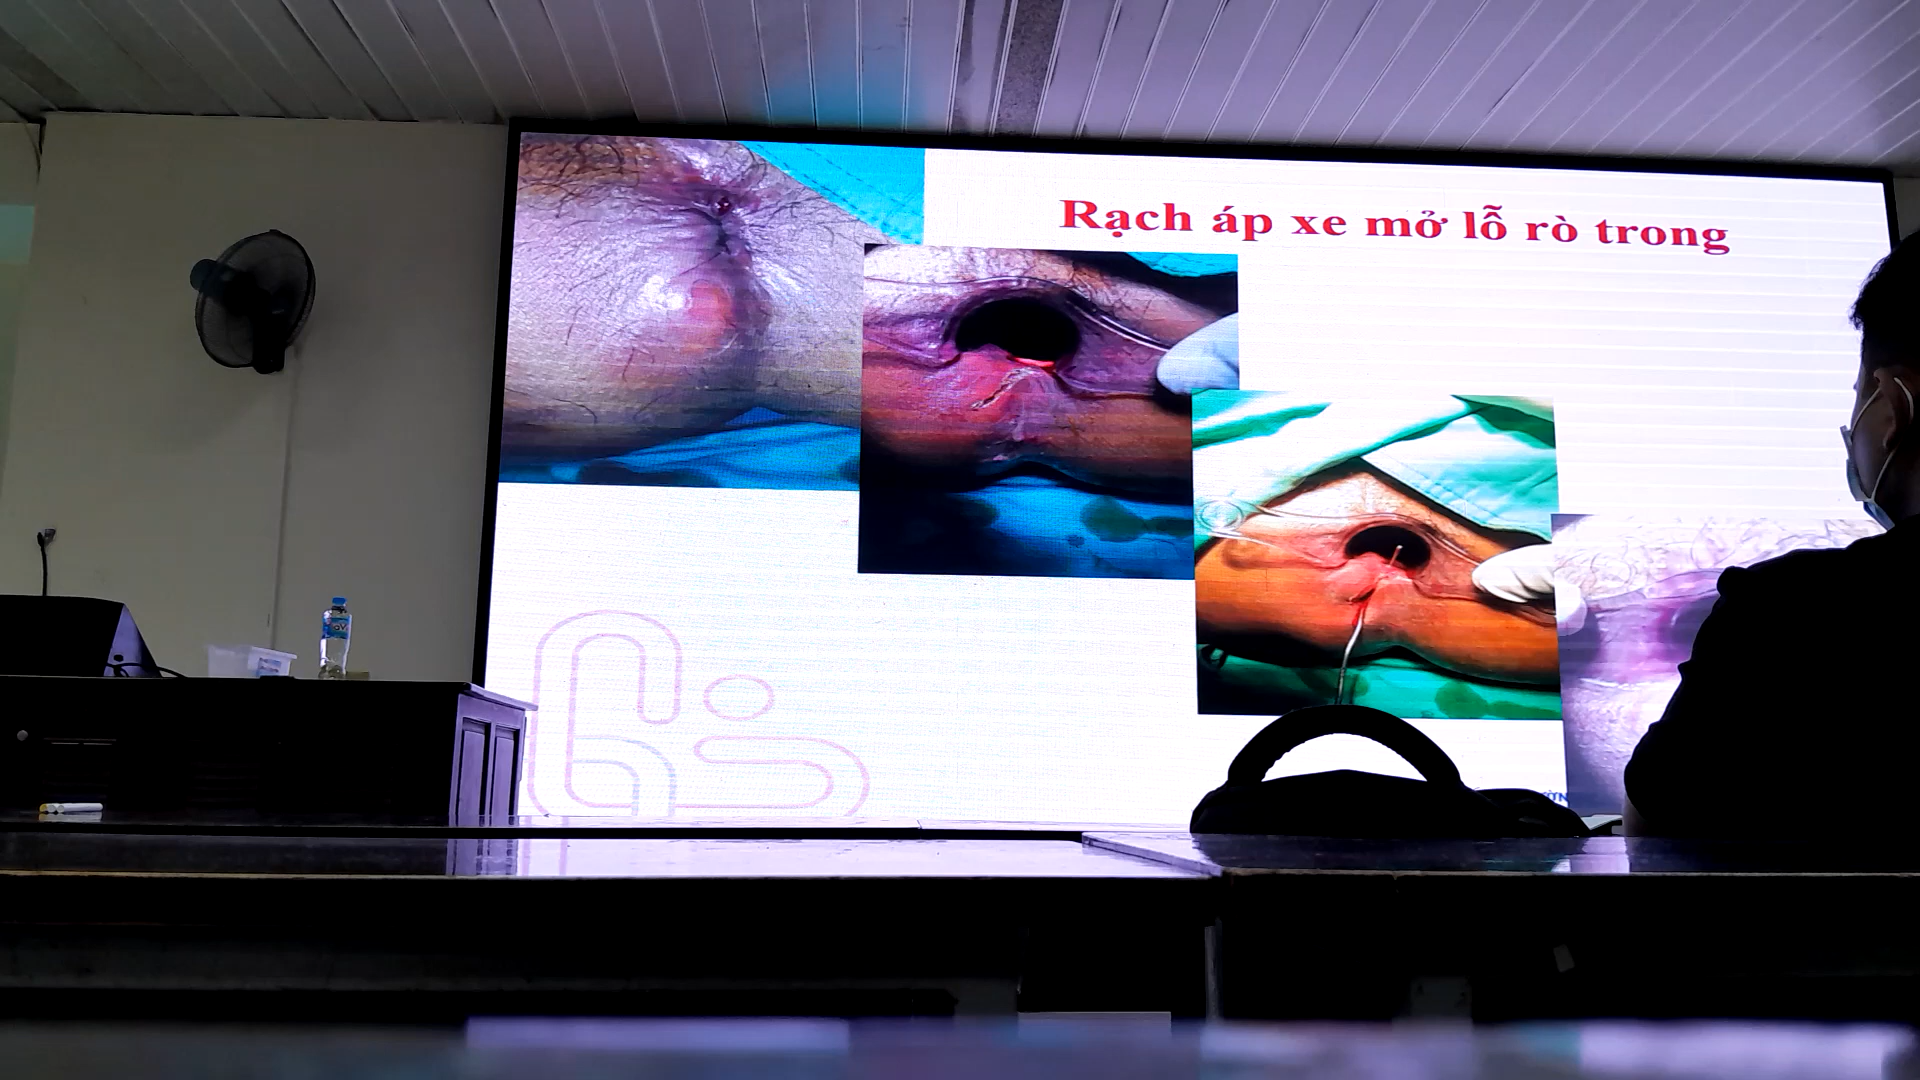 Rạch áp xe mở lỗ rò trong